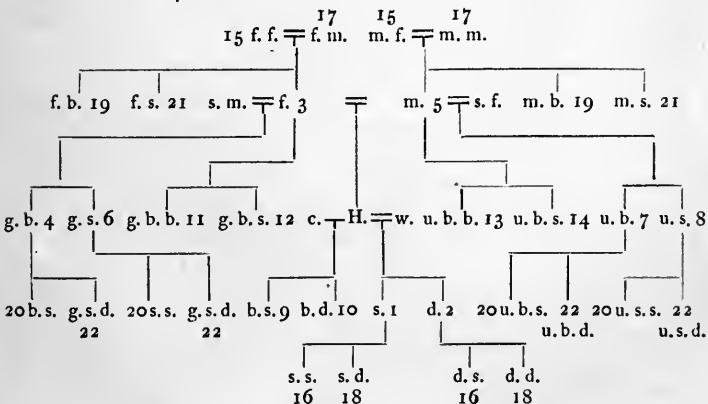 17 15 17
15 f. f. f. m. m. f. m. m.
f. b. 19 f. s. 21 s. m. f. 3 m. 5 s. f. m. b. 19 m. s. 21
g. b. 4 g. s. 6 g. b. b. 11 g. b. s. 12 c. H. w. u. b. b. 13 u. b. s. 14 u. b. 7 u. s. 8
20 b. s. g. s. d. 20 s. s. g. s. d. b. s. 9 b. d. 10 s. 1 d. 2 20 u. b. s. 22 20 u. s. s. 22
22 22 u. b. d. u. s. d.
s. s. s. d. d. s. d. d.
16 18 16 18